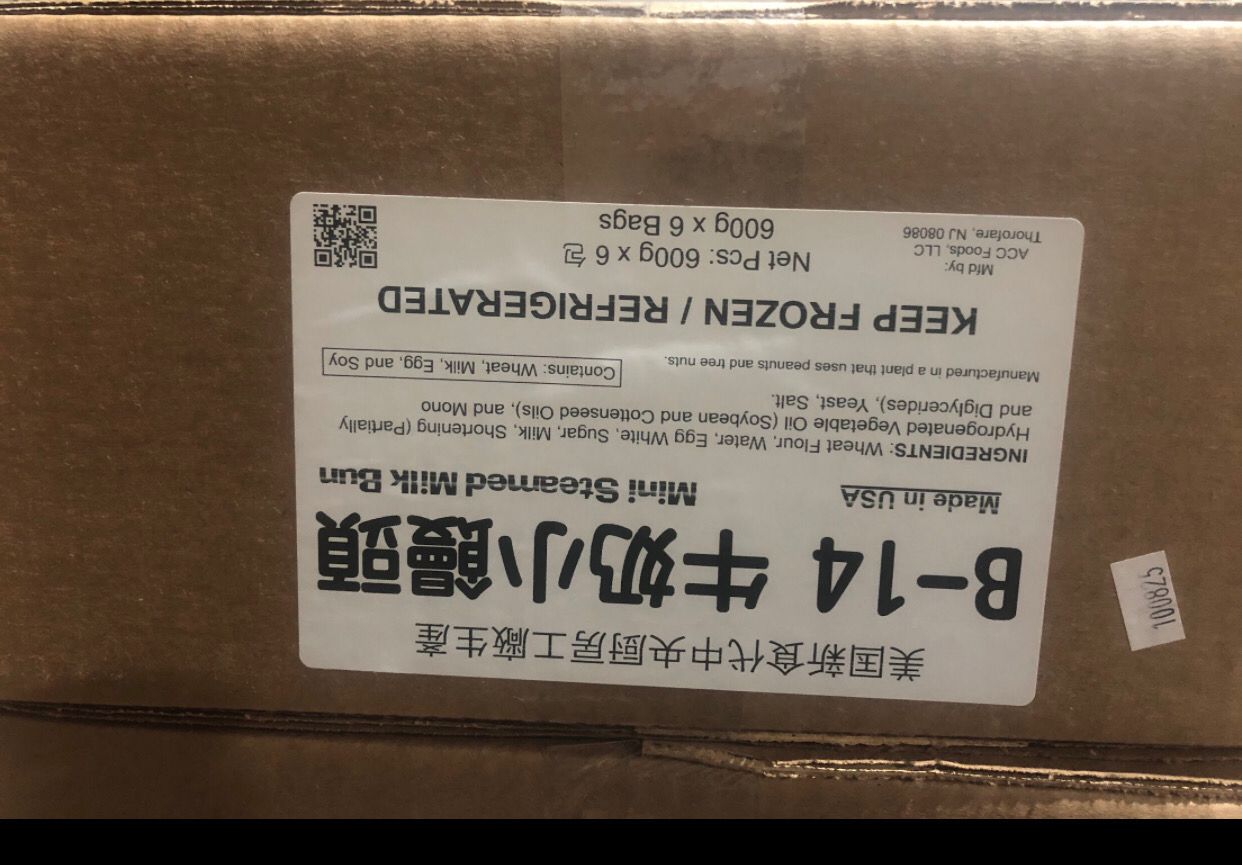 美国新食代中央厨房工廠生產
B-14 牛奶小饅頭
Made in USA
Mini Steamed Milk Bun
INGREDIENTS: Wheat Flour, Water, Egg White, Sugar, Milk, Shortening (Partially
Hydrogenated Vegetable Oil (Soybean and Cottenseed Oils), and Mono
and Diglycerides), Yeast, Salt.
Manufactured in a plant that uses peanuts and tree nuts.
Contains: Wheat, Milk, Egg, and Soy
KEEP FROZEN / REFRIGERATED
Mfd by:
ACC Foods, LLC
Thorofare, NJ 08086
Net Pcs: 600g x 6 包
600g x 6 Bags
100825